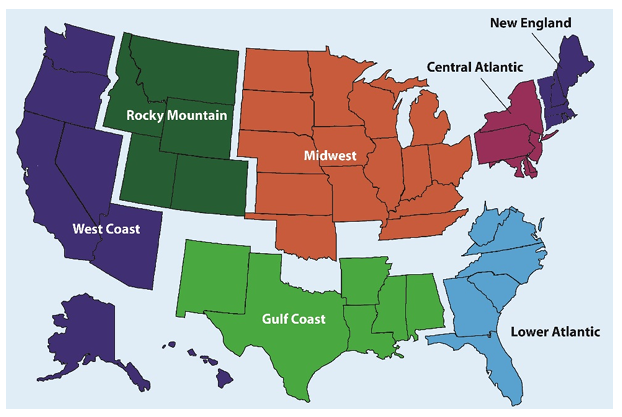 New England
Central Atlantic
Rocky Mountain
Midwest
West Coast
Gulf Coast
Lower Atlantic